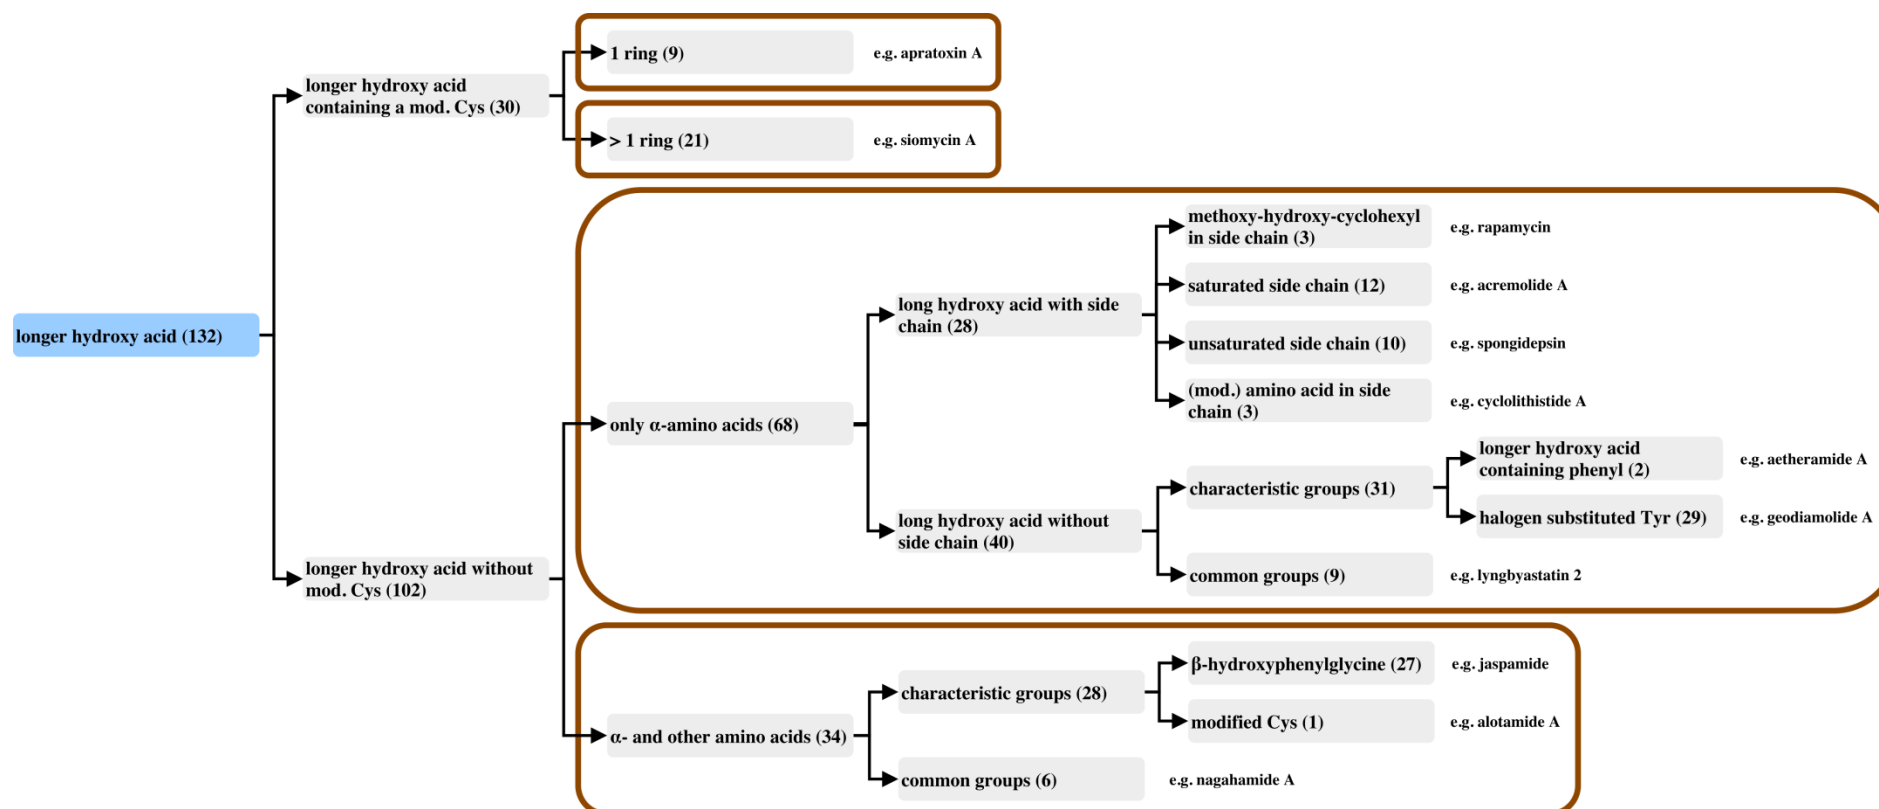 1 ring (9)
e.g. apratoxin A
longer hydroxy acid
containing a mod. Cys (30)
> 1 ring (21)
e.g. siomycin A
methoxy-hydroxy-cyclohexyl
in side chain (3)
e.g. rapamycin
saturated side chain (12)
e.g. acremolide A
long hydroxy acid with side
chain (28)
longer hydroxy acid (132)
unsaturated side chain (10)
e.g. spongidepsin
(mod.) amino acid in side
chain (3)
e.g. cyclolithistide A
only α-amino acids (68)
longer hydroxy acid
containing phenyl (2)
e.g. aetheramide A
characteristic groups (31)
halogen substituted Tyr (29)
e.g. geodiamolide A
long hydroxy acid without
side chain (40)
common groups (9)
e.g. lyngbyastatin 2
longer hydroxy acid without
mod. Cys (102)
β-hydroxyphenylglycine (27)
e.g. jaspamide
characteristic groups (28)
modified Cys (1)
e.g. alotamide A
α- and other amino acids (34)
common groups (6)
e.g. nagahamide A